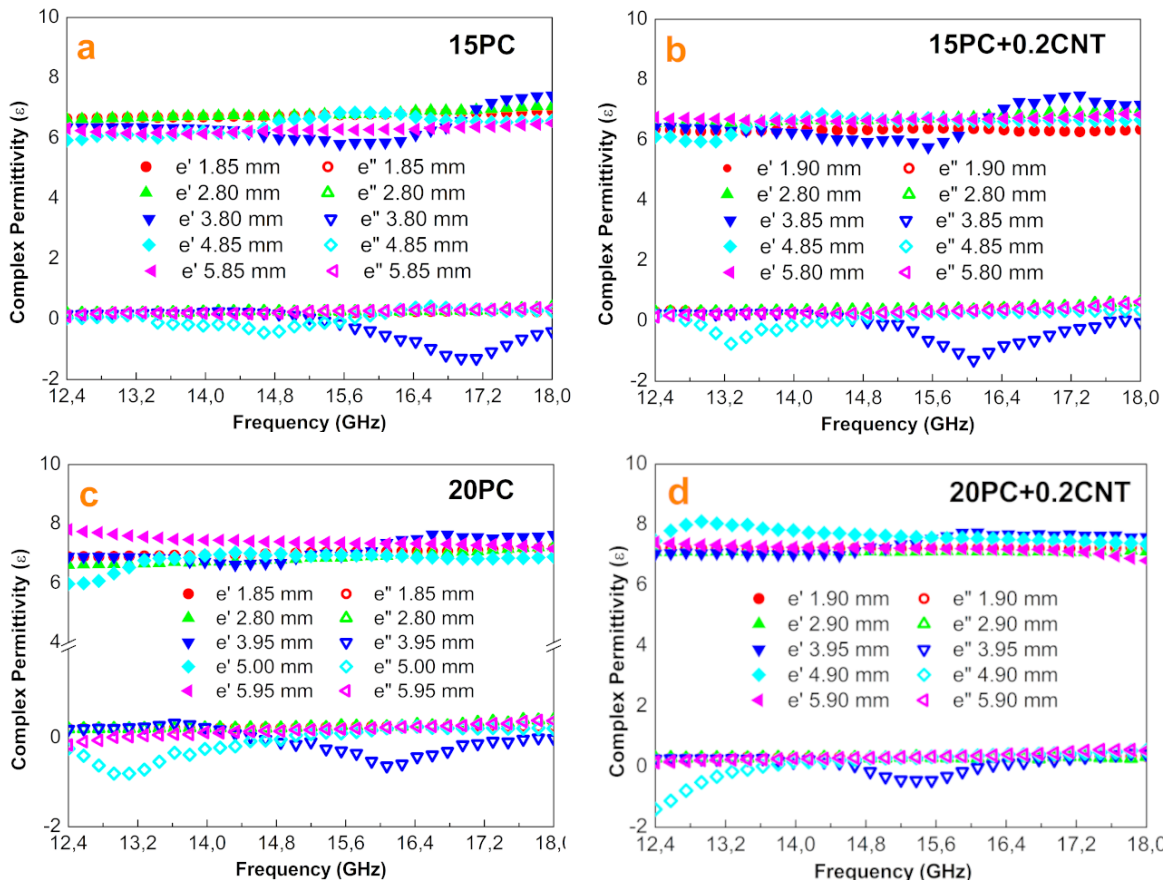 a
15PC
10
8
6
4
2
0
-2
Complex Permittivity (ε)
e' 1.85 mm e" 1.85 mm
e' 2.80 mm e" 2.80 mm
e' 3.80 mm e" 3.80 mm
e' 4.85 mm e" 4.85 mm
e' 5.85 mm e" 5.85 mm
12,4 13,2 14,0 14,8 15,6 16,4 17,2 18,0
Frequency (GHz)
b
15PC+0.2CNT
10
8
6
4
2
0
-2
Complex Permittivity (ε)
e' 1.90 mm e" 1.90 mm
e' 2.80 mm e" 2.80 mm
e' 3.85 mm e" 3.85 mm
e' 4.85 mm e" 4.85 mm
e' 5.80 mm e" 5.80 mm
12,4 13,2 14,0 14,8 15,6 16,4 17,2 18,0
Frequency (GHz)
c
20PC
10
8
6
4
0
-2
Complex Permittivity (ε)
e' 1.85 mm e" 1.85 mm
e' 2.80 mm e" 2.80 mm
e' 3.95 mm e" 3.95 mm
e' 5.00 mm e" 5.00 mm
e' 5.95 mm e" 5.95 mm
12,4 13,2 14,0 14,8 15,6 16,4 17,2 18,0
Frequency (GHz)
d
20PC+0.2CNT
10
8
6
4
2
0
-2
Complex Permittivity (ε)
e' 1.90 mm e" 1.90 mm
e' 2.90 mm e" 2.90 mm
e' 3.95 mm e" 3.95 mm
e' 4.90 mm e" 4.90 mm
e' 5.90 mm e" 5.90 mm
12,4 13,2 14,0 14,8 15,6 16,4 17,2 18,0
Frequency (GHz)